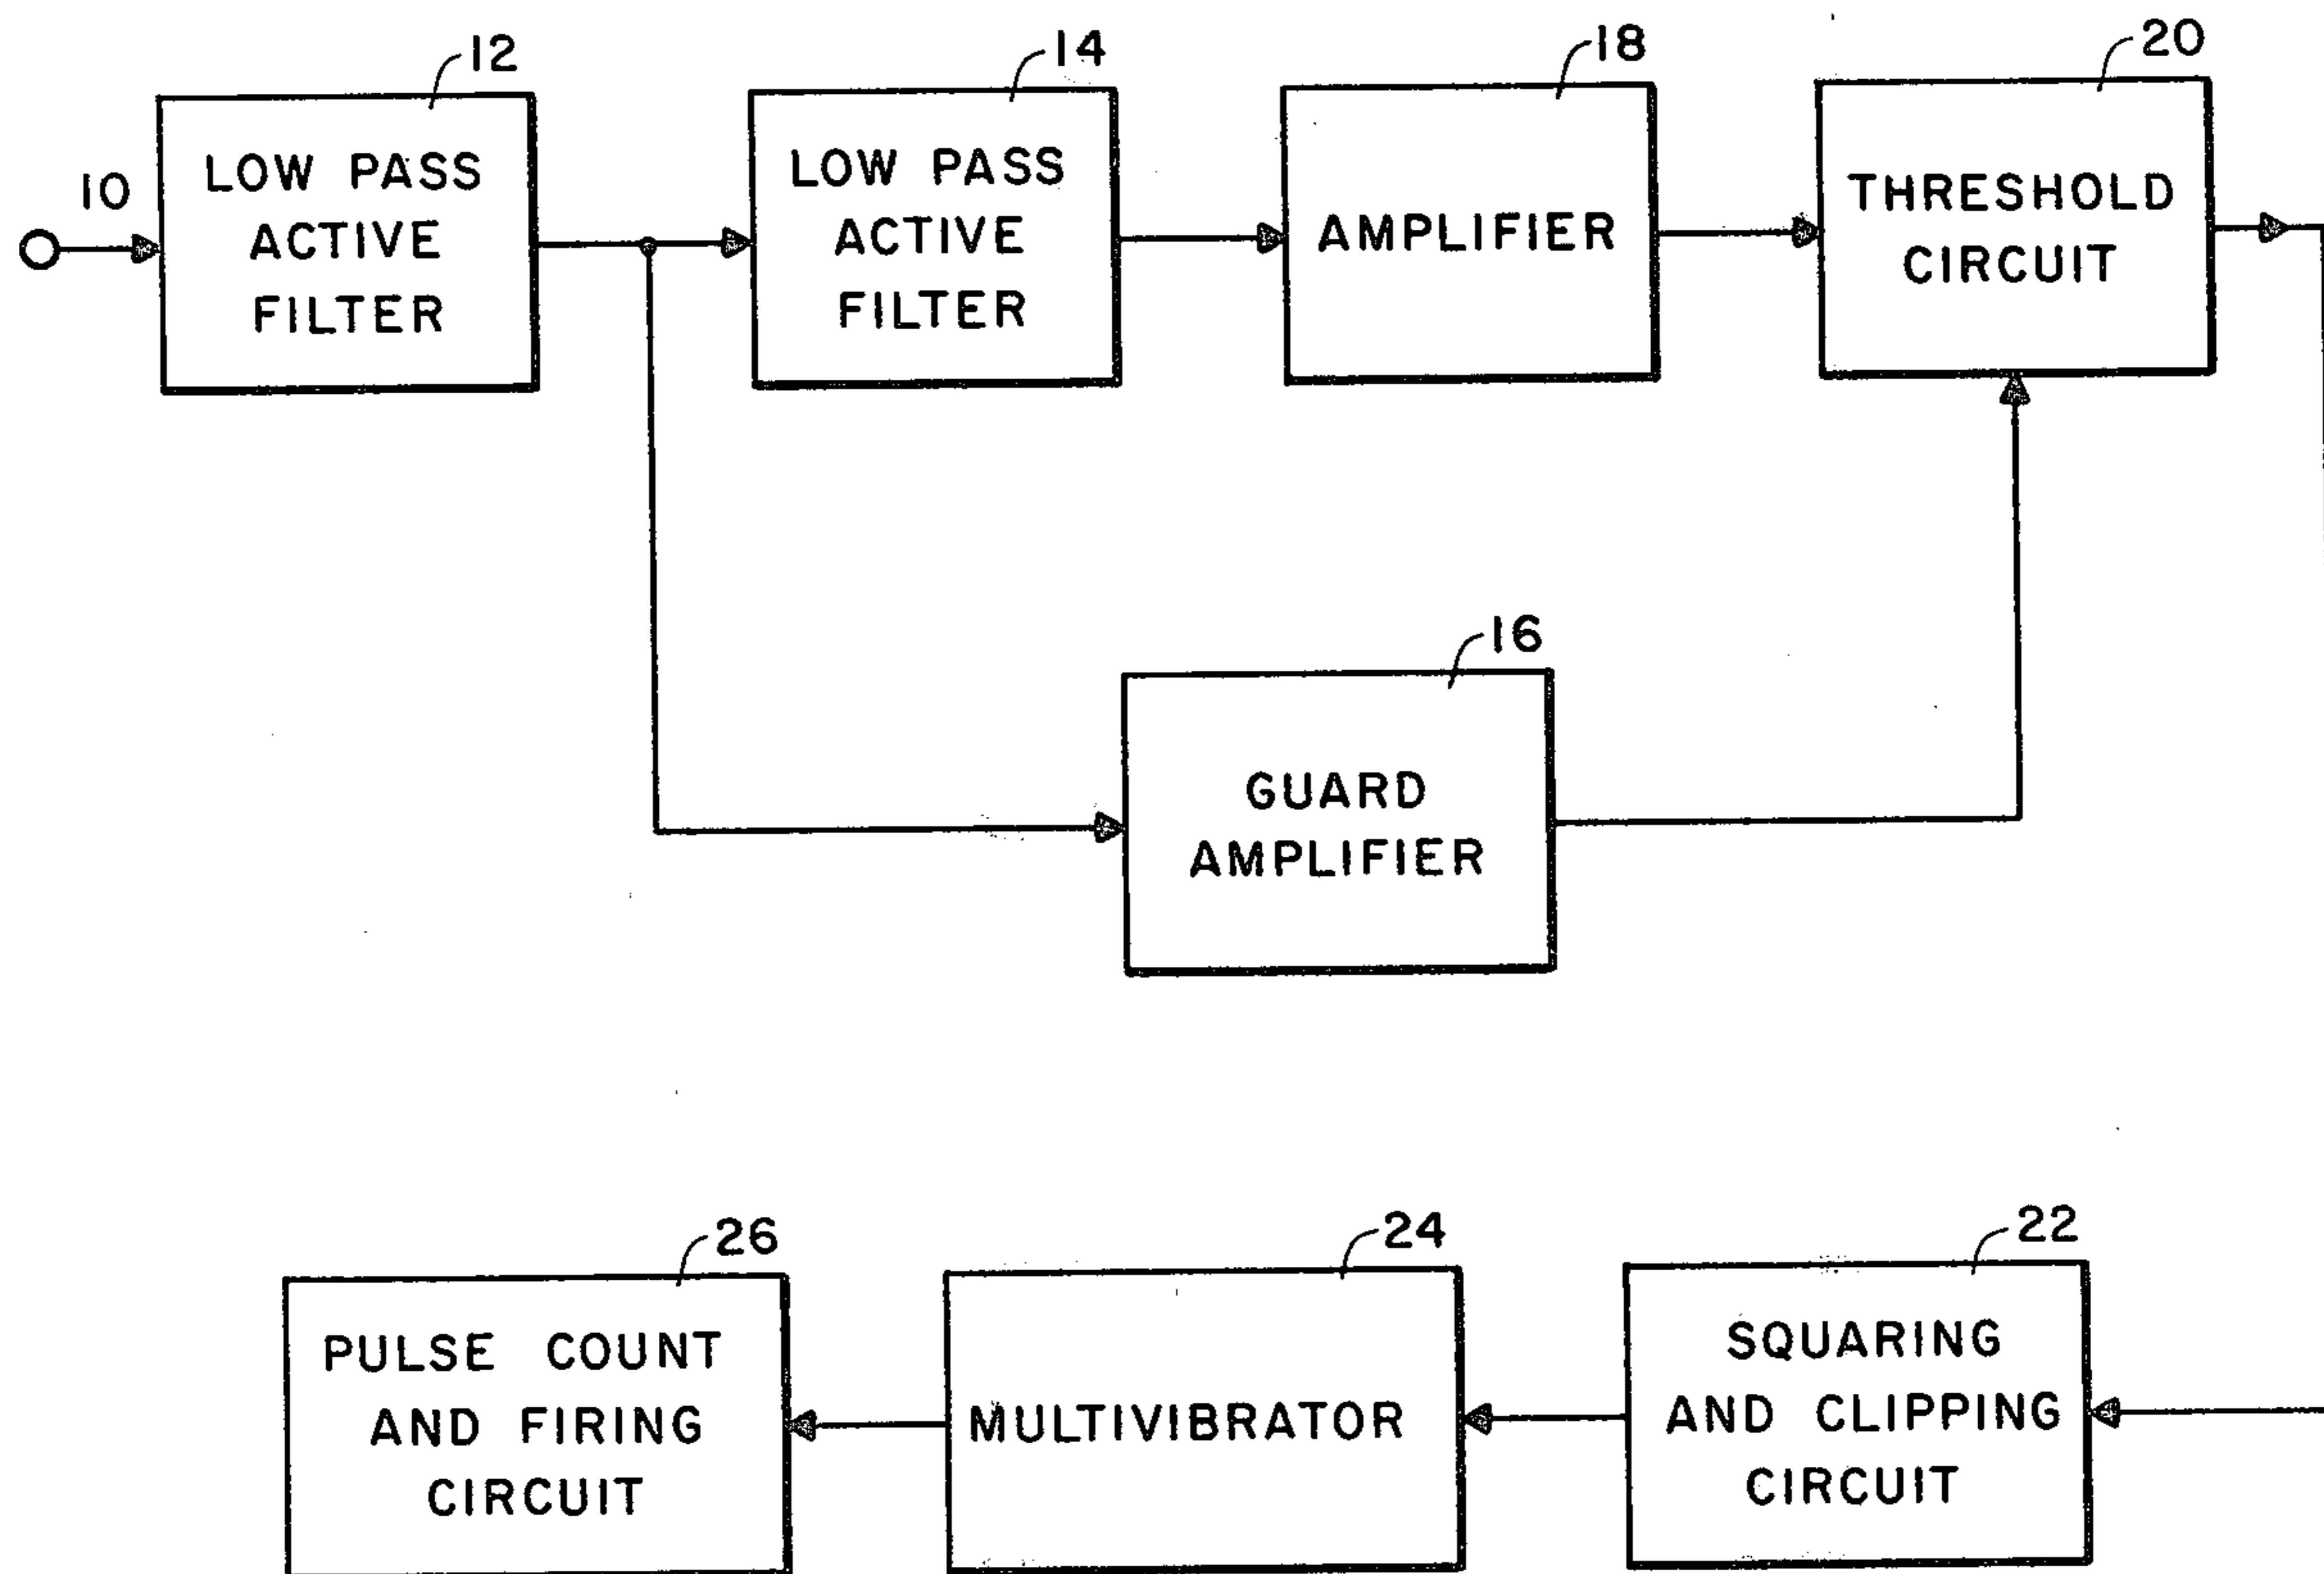 12
14
18
20
10
LOW PASS
ACTIVE
FILTER
LOW PASS
ACTIVE
FILTER
AMPLIFIER
THRESHOLD
CIRCUIT
16
GUARD
AMPLIFIER
26
24
22
PULSE COUNT
AND FIRING
CIRCUIT
MULTIVIBRATOR
SQUARING
AND CLIPPING
CIRCUIT